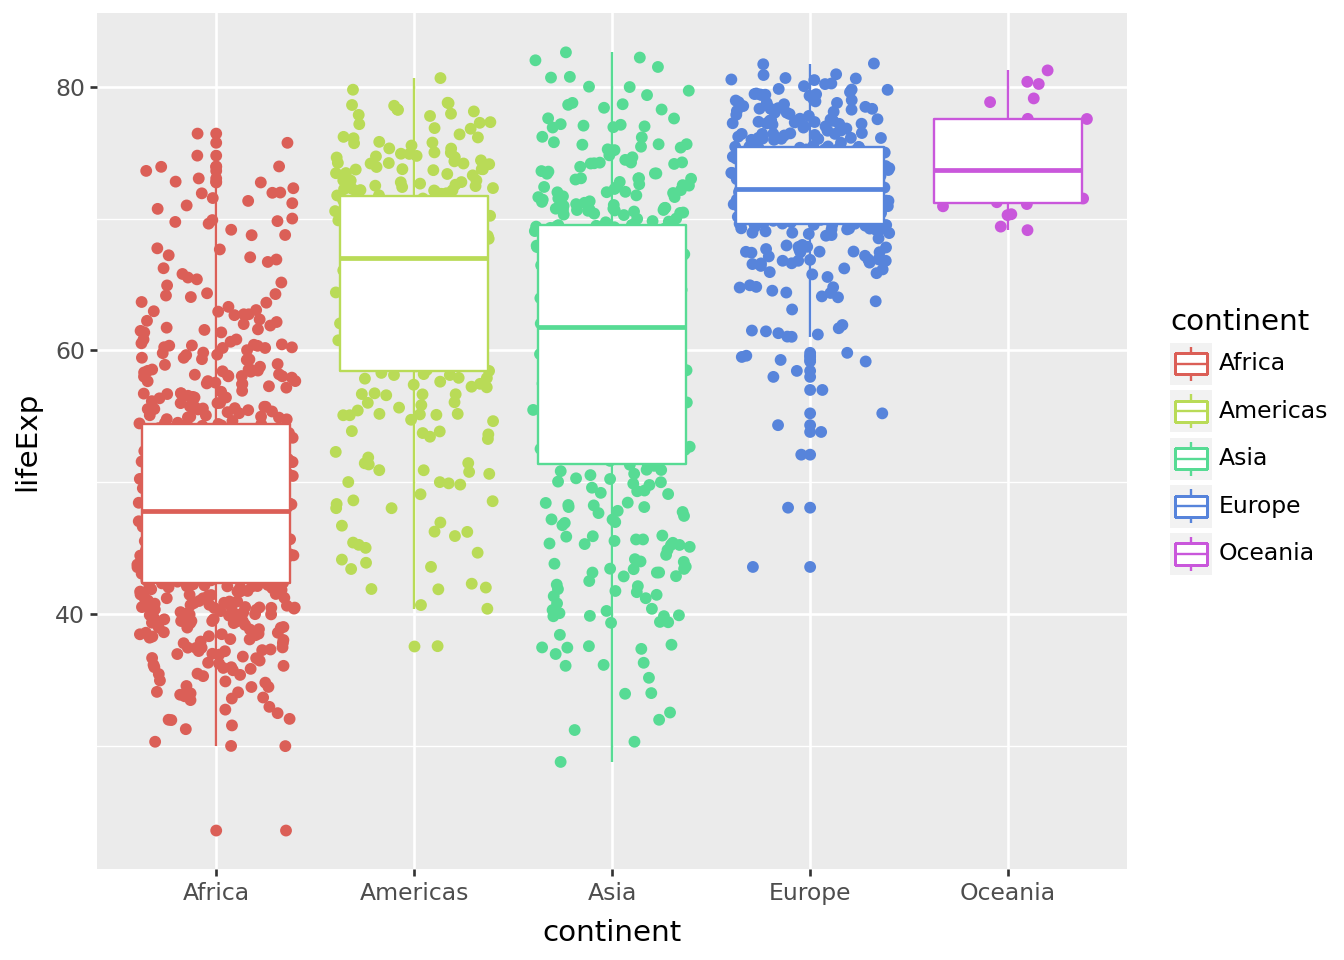 80
60
40
lifeExp
Africa
Americas
Asia
Europe
Oceania
continent
continent
Africa
Americas
Asia
Europe
Oceania